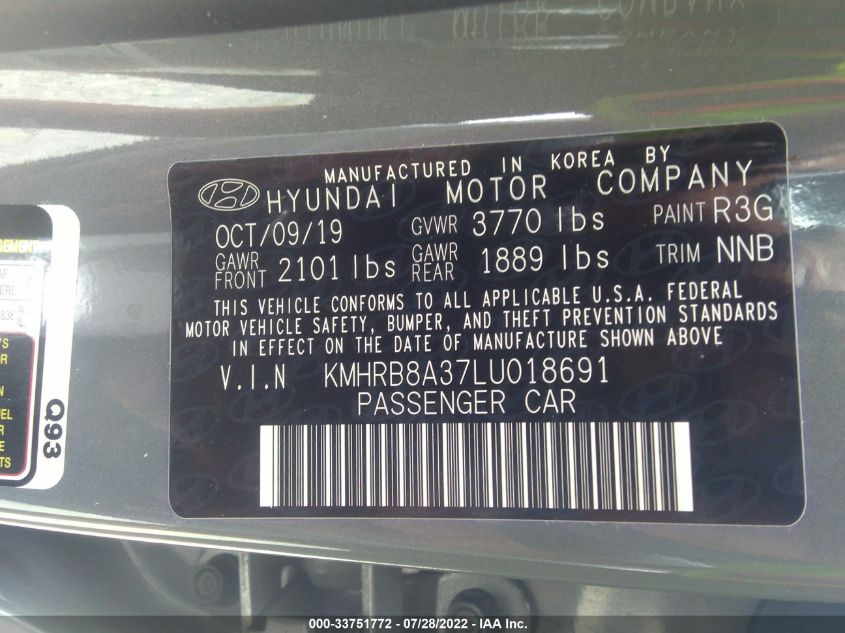 MANUFACTURED IN KOREA BY
HYUNDAI MOTOR COMPANY
OCT/09/19 GVWR 3770 lbs PAINT R3G
GAWR FRONT 2101 lbs GAWR REAR 1889 lbs TRIM NNB
THIS VEHICLE CONFORMS TO ALL APPLICABLE U.S.A. FEDERAL
MOTOR VEHICLE SAFETY, BUMPER, AND THEFT PREVENTION STANDARDS
IN EFFECT ON THE DATE OF MANUFACTURE SHOWN ABOVE
V.I.N KMHRB8A37LU018691
PASSENGER CAR
Q93
000-33751772 / 07/28/2022 / IAA Inc.